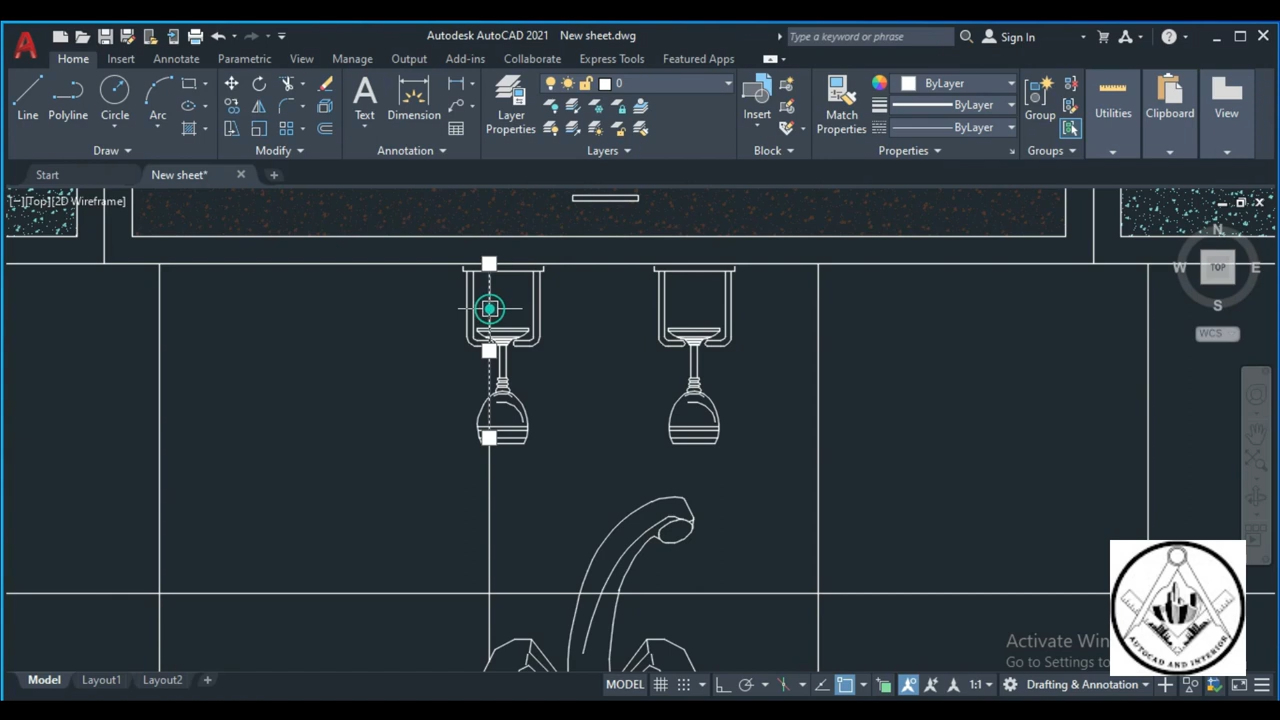 Autodesk AutoCAD 2021 New sheet.dwg
Type a keyword or phrase
Sign In
Home Insert Annotate Parametric View Manage Output Add-ins Collaborate Express Tools Featured Apps
0
ByLayer
ByLayer
ByLayer
Line Polyline Circle Arc
Text Dimension
Layer Properties
Insert
Match Properties
Group
Utilities Clipboard View
Draw Modify Annotation Layers Block Properties Groups
Start New sheet*
[−][Top][2D Wireframe]
N
W TOP E
S
WCS
Activate Win
Go to Settings to
AUTOCAD AND INTERIOR
Model Layout1 Layout2
MODEL 1:1 Drafting & Annotation